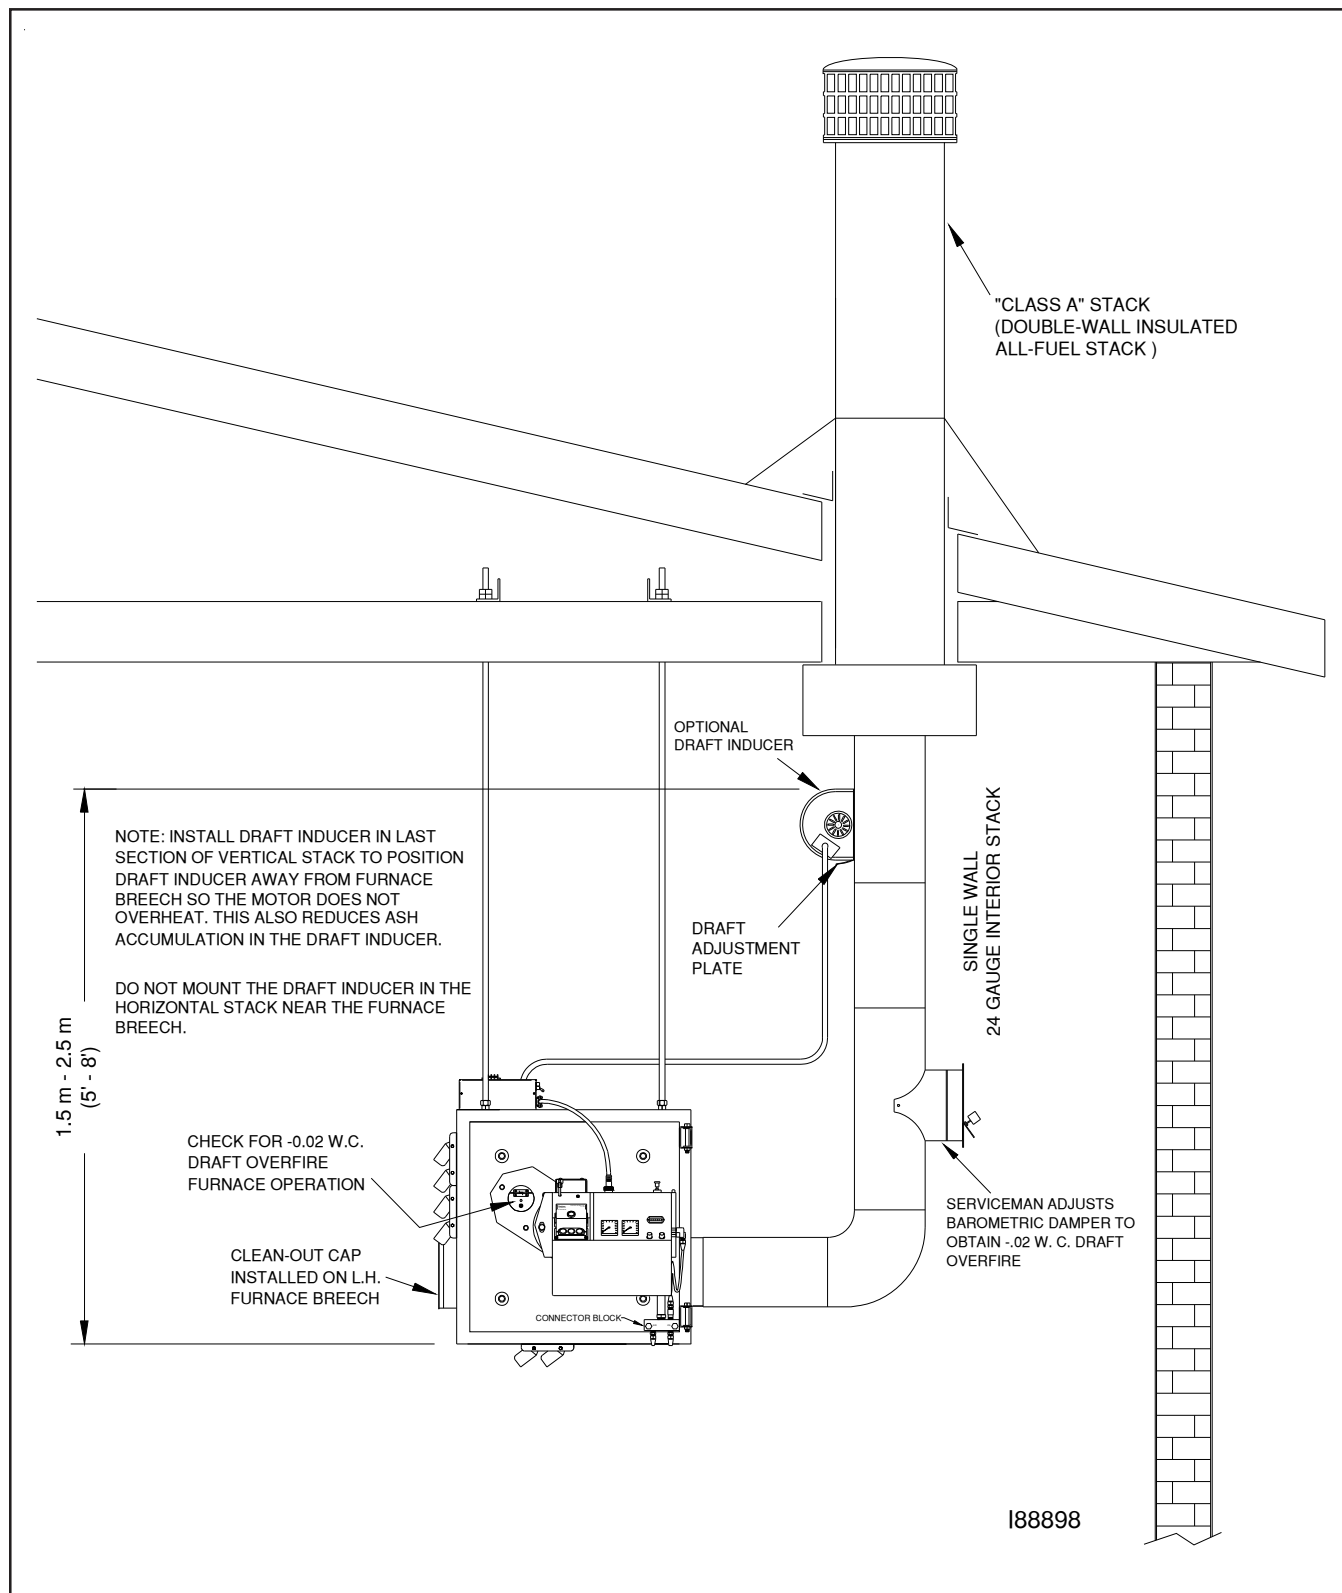 "CLASS A" STACK
(DOUBLE-WALL INSULATED
ALL-FUEL STACK )
OPTIONAL
DRAFT INDUCER
NOTE: INSTALL DRAFT INDUCER IN LAST
SECTION OF VERTICAL STACK TO POSITION
DRAFT INDUCER AWAY FROM FURNACE
BREECH SO THE MOTOR DOES NOT
OVERHEAT. THIS ALSO REDUCES ASH
ACCUMULATION IN THE DRAFT INDUCER.
DO NOT MOUNT THE DRAFT INDUCER IN THE
HORIZONTAL STACK NEAR THE FURNACE
BREECH.
DRAFT
ADJUSTMENT
PLATE
SINGLE WALL
24 GAUGE INTERIOR STACK
1.5 m - 2.5 m
(5' - 8')
CHECK FOR -0.02 W.C.
DRAFT OVERFIRE
FURNACE OPERATION
CLEAN-OUT CAP
INSTALLED ON L.H.
FURNACE BREECH
CONNECTOR BLOCK
SERVICEMAN ADJUSTS
BAROMETRIC DAMPER TO
OBTAIN -.02 W. C. DRAFT
OVERFIRE
I88898